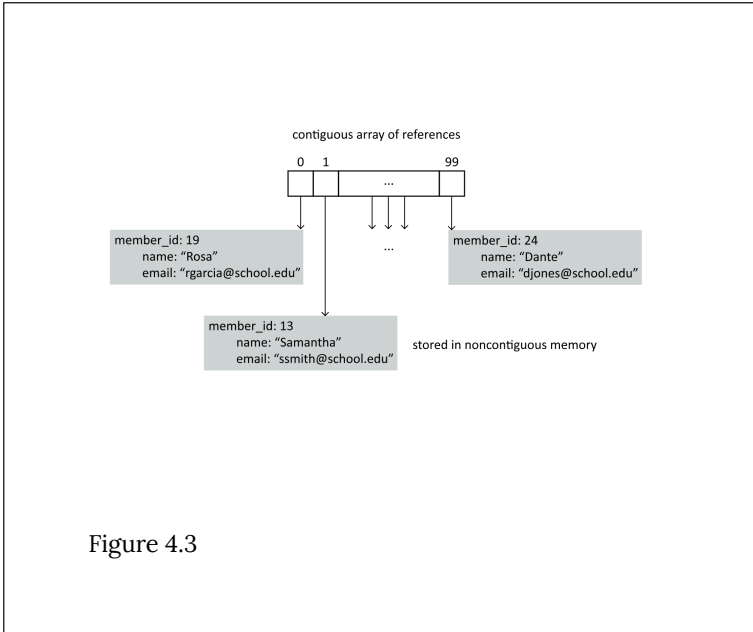 contiguous array of references
0 1 99
...
...
member_id: 19
name: “Rosa”
email: “rgarcia@school.edu”
member_id: 24
name: “Dante”
email: “djones@school.edu”
member_id: 13
name: “Samantha”
email: “ssmith@school.edu”
stored in noncontiguous memory
Figure 4.3